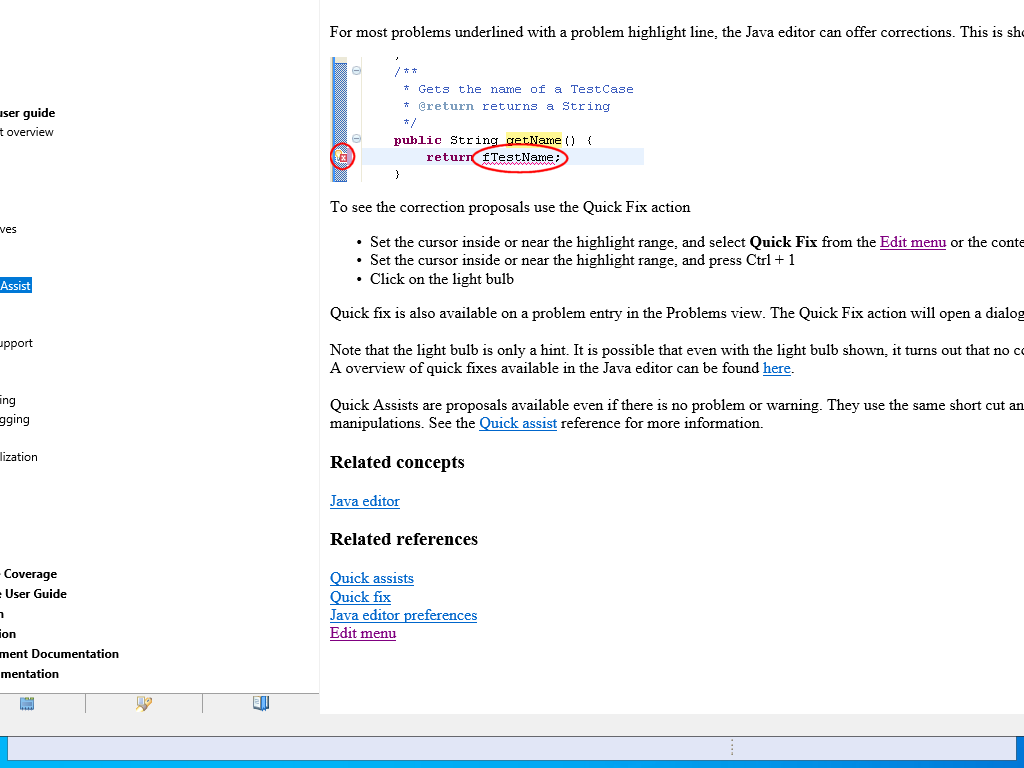 user guide
t overview
ves
Assist
upport
ing
gging
lization
Coverage
User Guide
n
ion
ment Documentation
mentation
For most problems underlined with a problem highlight line, the Java editor can offer corrections. This is sho
/**
* Gets the name of a TestCase
* @return returns a String
*/
public String getName() {
return fTestName;
}
To see the correction proposals use the Quick Fix action
• Set the cursor inside or near the highlight range, and select Quick Fix from the Edit menu or the conte
• Set the cursor inside or near the highlight range, and press Ctrl + 1
• Click on the light bulb
Quick fix is also available on a problem entry in the Problems view. The Quick Fix action will open a dialog
Note that the light bulb is only a hint. It is possible that even with the light bulb shown, it turns out that no co
A overview of quick fixes available in the Java editor can be found here.
Quick Assists are proposals available even if there is no problem or warning. They use the same short cut an
manipulations. See the Quick assist reference for more information.
Related concepts
Java editor
Related references
Quick assists
Quick fix
Java editor preferences
Edit menu